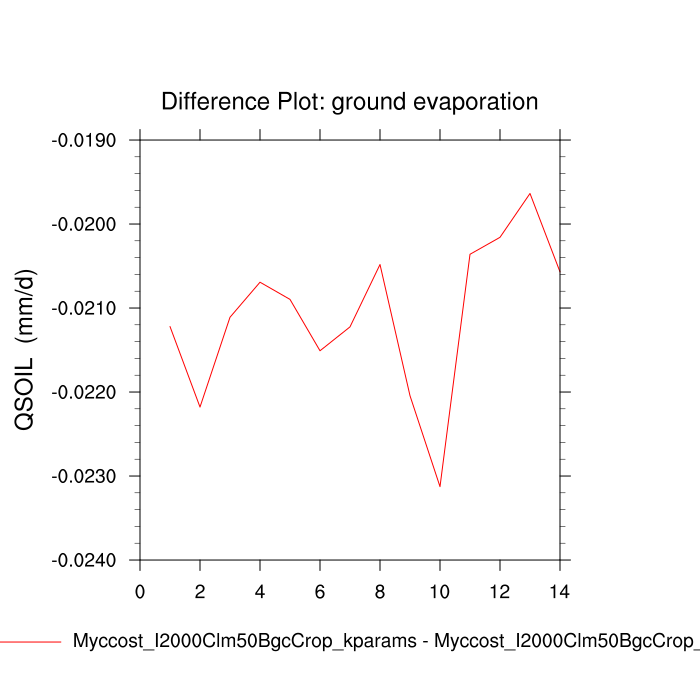 Difference Plot: ground evaporation
-0.0190
-0.0200
-0.0210
-0.0220
-0.0230
-0.0240
QSOIL (mm/d)
0 2 4 6 8 10 12 14
Myccost_I2000Clm50BgcCrop_kparams - Myccost_I2000Clm50BgcCrop_